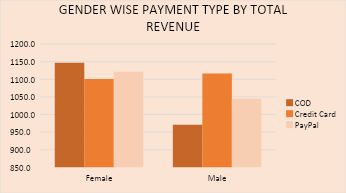 GENDER WISE PAYMENT TYPE BY TOTAL
REVENUE
1200.0
1150.0
1100.0
1050.0
1000.0
950.0
900.0
850.0
Female
Male
COD
Credit Card
PayPal